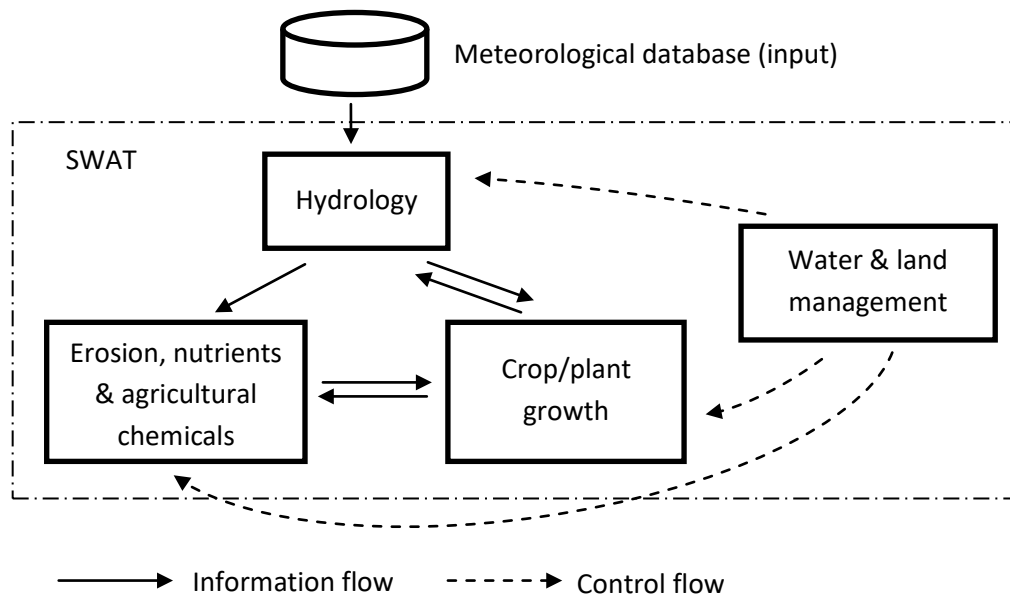 Meteorological database (input)
SWAT
Hydrology
Water & land
management
Erosion, nutrients
& agricultural
chemicals
Crop/plant
growth
Information flow
Control flow